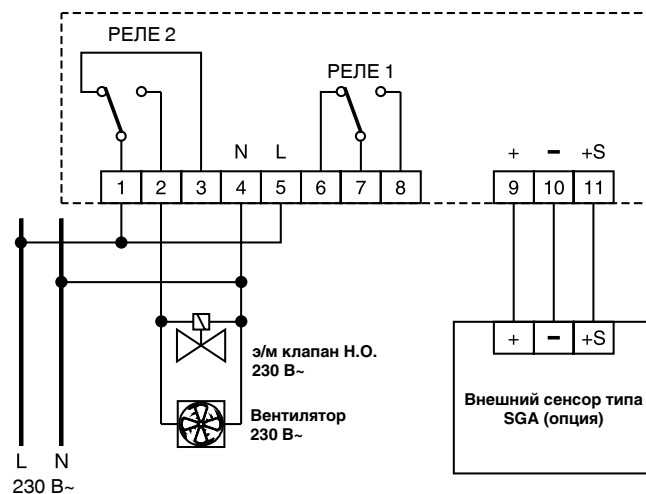 РЕЛЕ 2
РЕЛЕ 1
N L + − +S
1 2 3 4 5 6 7 8 9 10 11
+ − +S
э/м клапан Н.О.
230 В~
Внешний сенсор типа
SGA (опция)
Вентилятор
230 В~
L N
230 В~